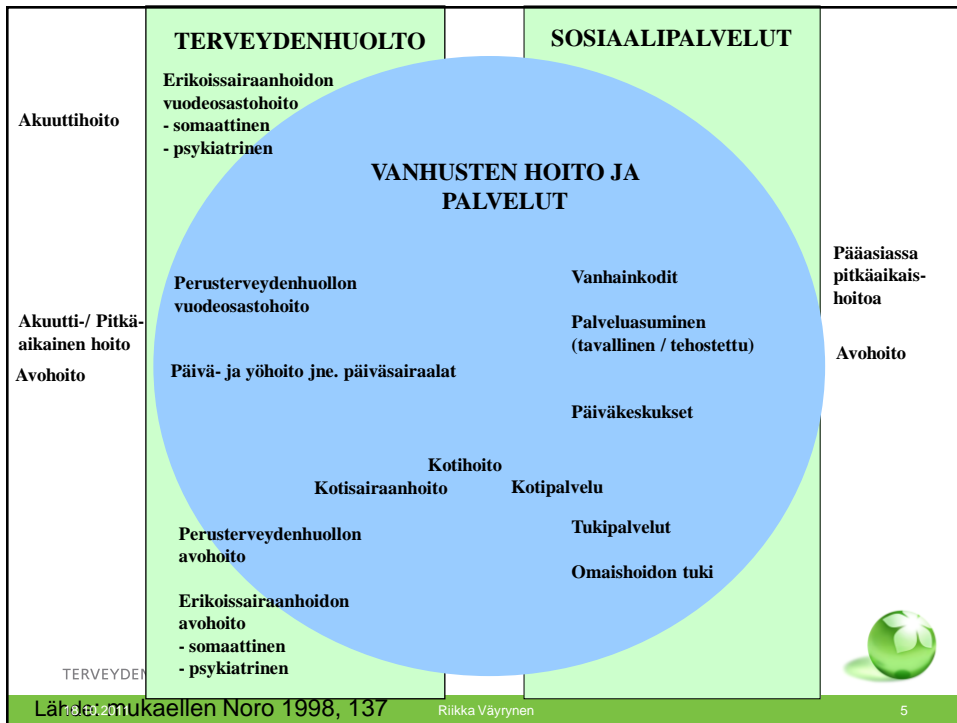 TERVEYDENHUOLTO
SOSIAALIPALVELUT
Erikoissairaanhoidon
vuodeosastohoito
- somaattinen
- psykiatrinen
Akuuttihoito
VANHUSTEN HOITO JA
PALVELUT
Pääasiassa
pitkäaikais-
hoitoa
Perusterveydenhuollon
vuodeosastohoito
Vanhainkodit
Akuutti-/ Pitkä-
aikainen hoito
Palveluasuminen
(tavallinen / tehostettu)
Avohoito
Avohoito
Päivä- ja yöhoito jne. päiväsairaalat
Päiväkeskukset
Kotihoito
Kotisairaanhoito
Kotipalvelu
Perusterveydenhuollon
avohoito
Tukipalvelut
Omaishoidon tuki
Erikoissairaanhoidon
avohoito
- somaattinen
- psykiatrinen
TERVEYDEN
Lähde: mukaellen Noro 1998, 137
Riikka Väyrynen
5